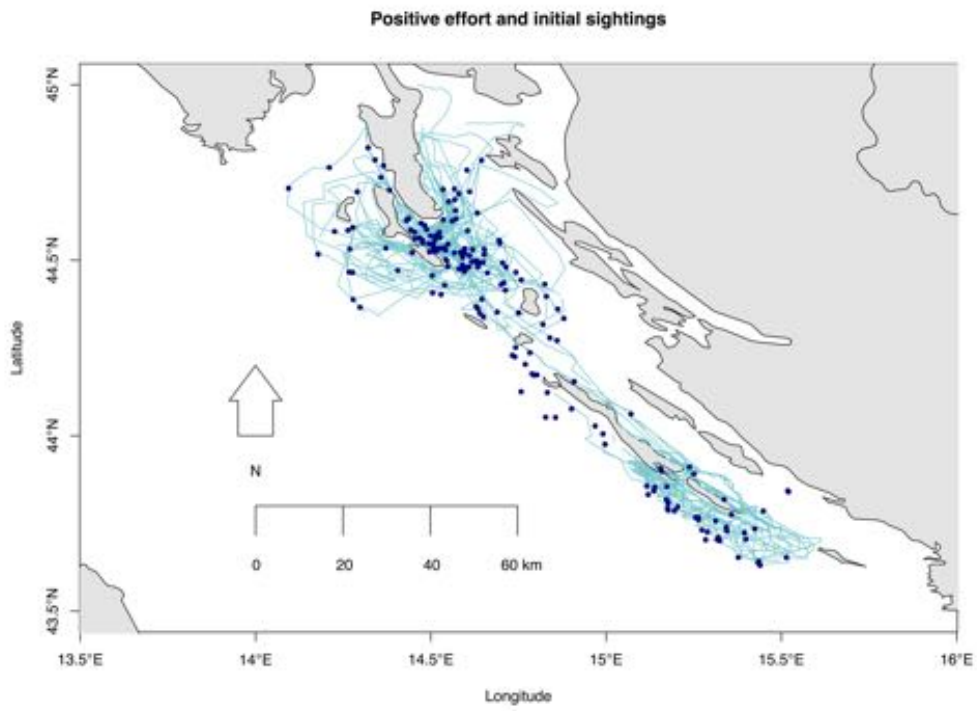 Positive effort and initial sightings
45°N
44.5°N
44°N
43.5°N
Latitude
N
0 20 40 60 km
13.5°E 14°E 14.5°E 15°E 15.5°E 16°E
Longitude